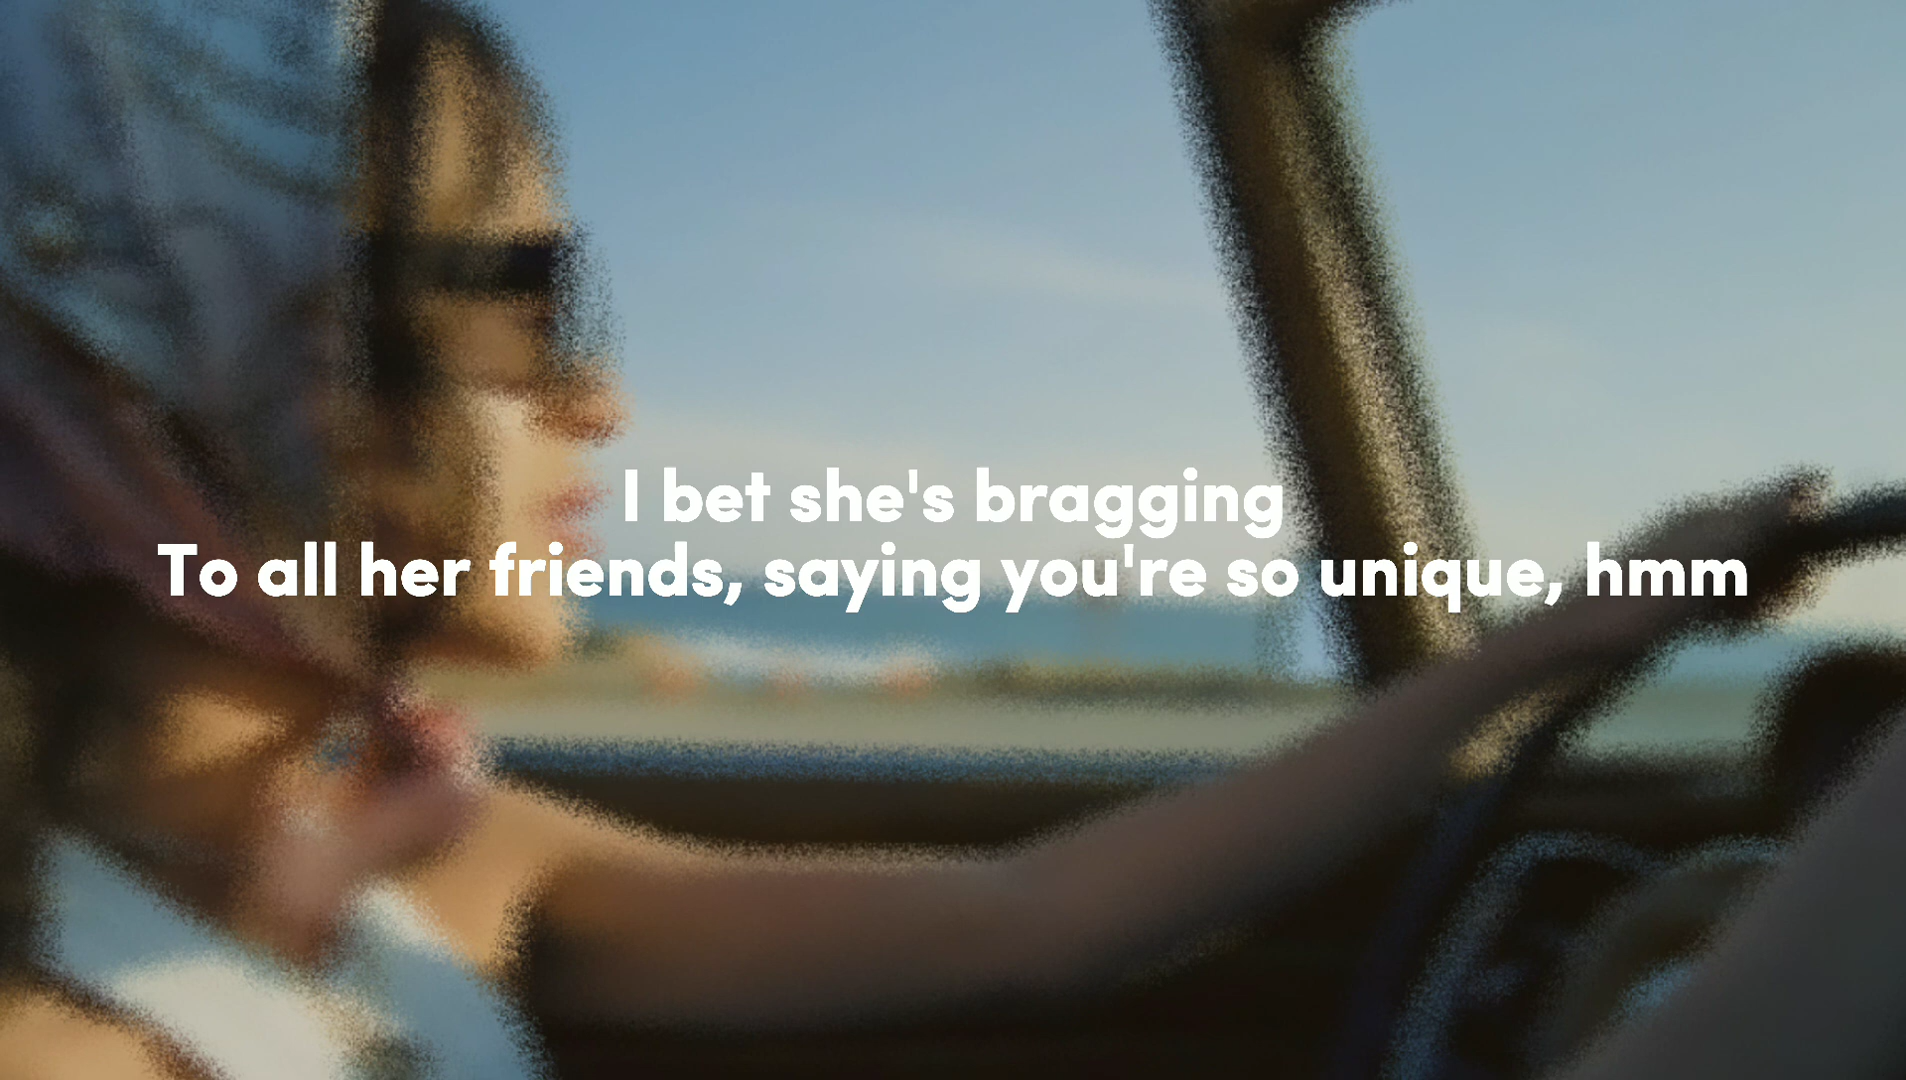 I bet she's bragging
To all her friends, saying you're so unique, hmm